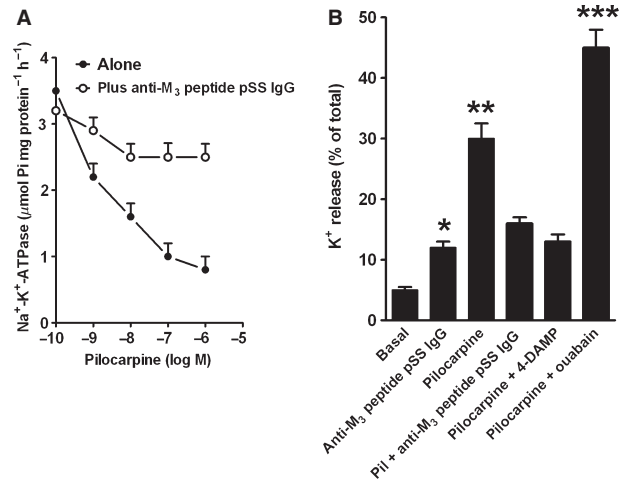 A
Na⁺-K⁺-ATPase (μmol Pi mg protein⁻¹ h⁻¹)
4
3
2
1
0
Alone
Plus anti-M₃ peptide pSS IgG
–10
–9
–8
–7
–6
–5
Pilocarpine (log M)
B
K⁺ release (% of total)
50
40
30
20
10
0
*
**
***
Basal
Anti-M₃ peptide pSS IgG
Pilocarpine
Pil + anti-M₃ peptide pSS IgG
Pilocarpine + 4-DAMP
Pilocarpine + ouabain